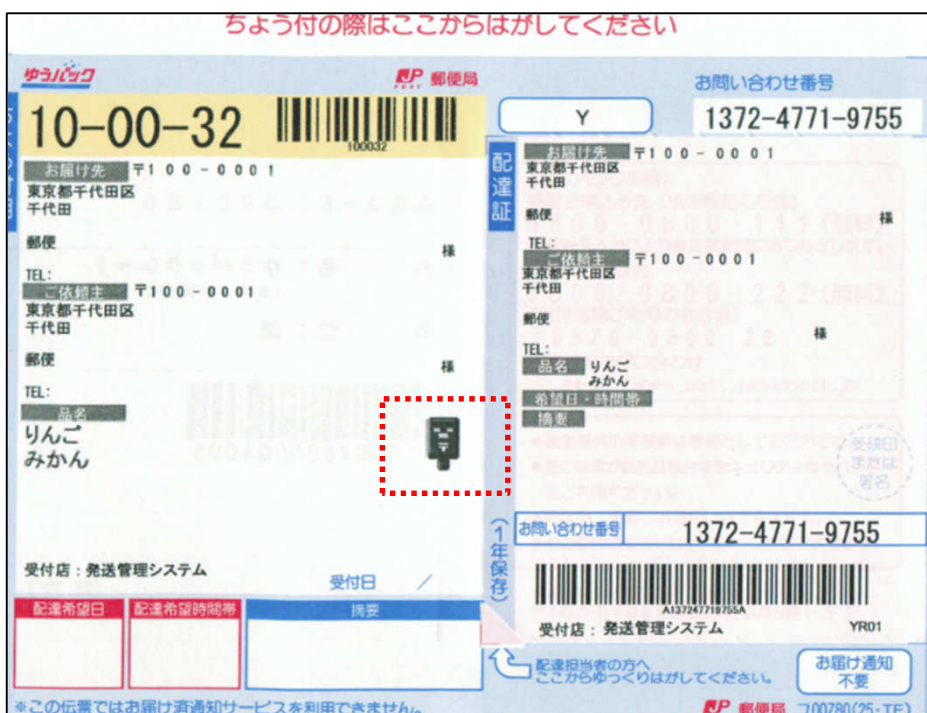 ちょう付の際はここからはがしてください
ゆうパック
JP 郵便局
POST
10-00-32
100032
お届け先 〒100-0001
東京都千代田区
千代田
郵便 様
TEL:
ご依頼主 〒100-0001
東京都千代田区
千代田
郵便 様
TEL:
品名
りんご
みかん
受付店:発送管理システム
受付日 /
配達希望日 配達希望時間帯 摘要
※この伝票ではお届け済通知サービスを利用できません。
お問い合わせ番号
Y 1372-4771-9755
配達証
お届け先 〒100-0001
東京都千代田区
千代田
郵便 様
TEL:
ご依頼主 〒100-0001
東京都千代田区
千代田
郵便 様
TEL:
品名 りんご
みかん
希望日・時間帯
摘要
受領印
または
署名
(1年保存)
お問い合わせ番号 1372-4771-9755
A137247719755A
受付店:発送管理システム YR01
配達担当者の方へ
ここからゆっくりはがしてください。
お届け通知
不要
JP 郵便局 700780(25・TF)